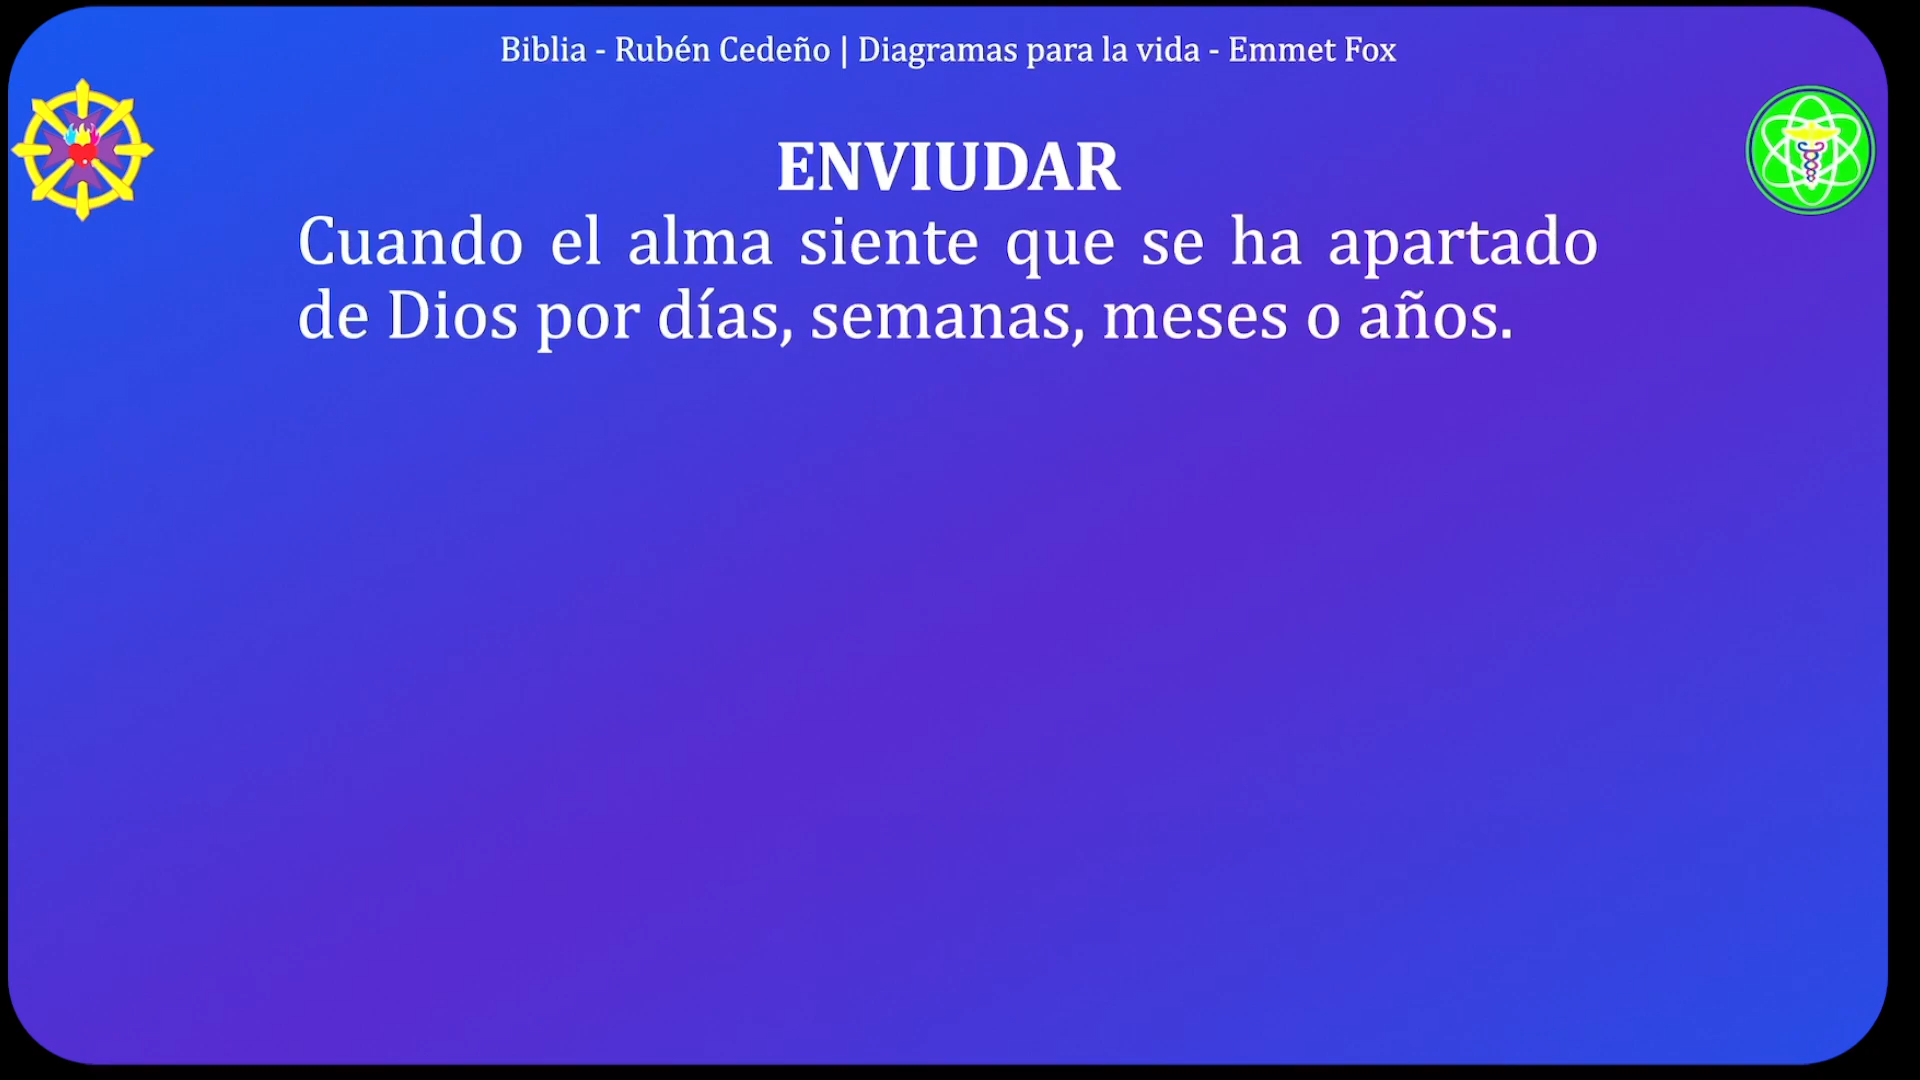 Biblia - Rubén Cedeño | Diagramas para la vida - Emmet Fox
ENVIUDAR
Cuando el alma siente que se ha apartado
de Dios por días, semanas, meses o años.